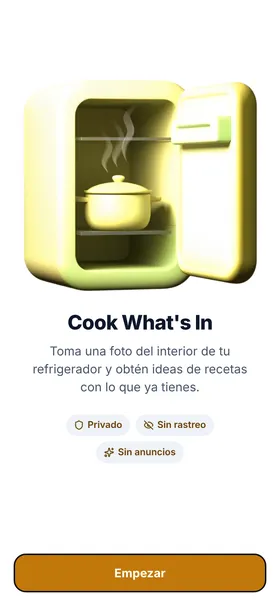 Cook What's In
Toma una foto del interior de tu
refrigerador y obtén ideas de recetas
con lo que ya tienes.
Privado
Sin rastreo
Sin anuncios
Empezar